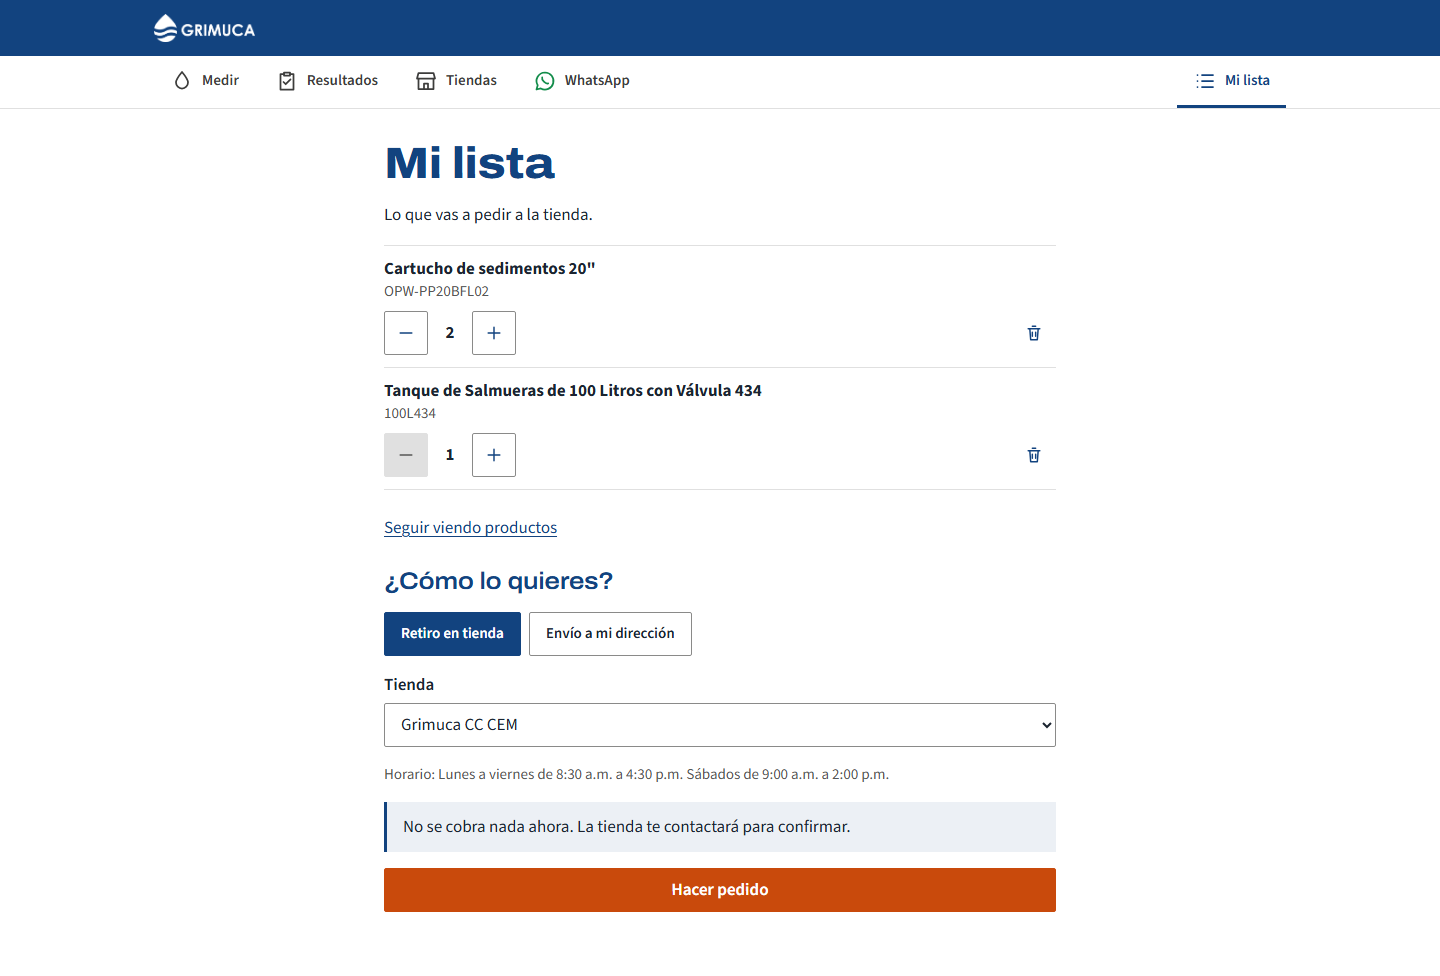 GRIMUCA
Medir
Resultados
Tiendas
WhatsApp
Mi lista
Mi lista
Lo que vas a pedir a la tienda.
Cartucho de sedimentos 20"
OPW-PP20BFL02
2
Tanque de Salmueras de 100 Litros con Válvula 434
100L434
1
Seguir viendo productos
¿Cómo lo quieres?
Retiro en tienda
Envío a mi dirección
Tienda
Grimuca CC CEM
Horario: Lunes a viernes de 8:30 a.m. a 4:30 p.m. Sábados de 9:00 a.m. a 2:00 p.m.
No se cobra nada ahora. La tienda te contactará para confirmar.
Hacer pedido